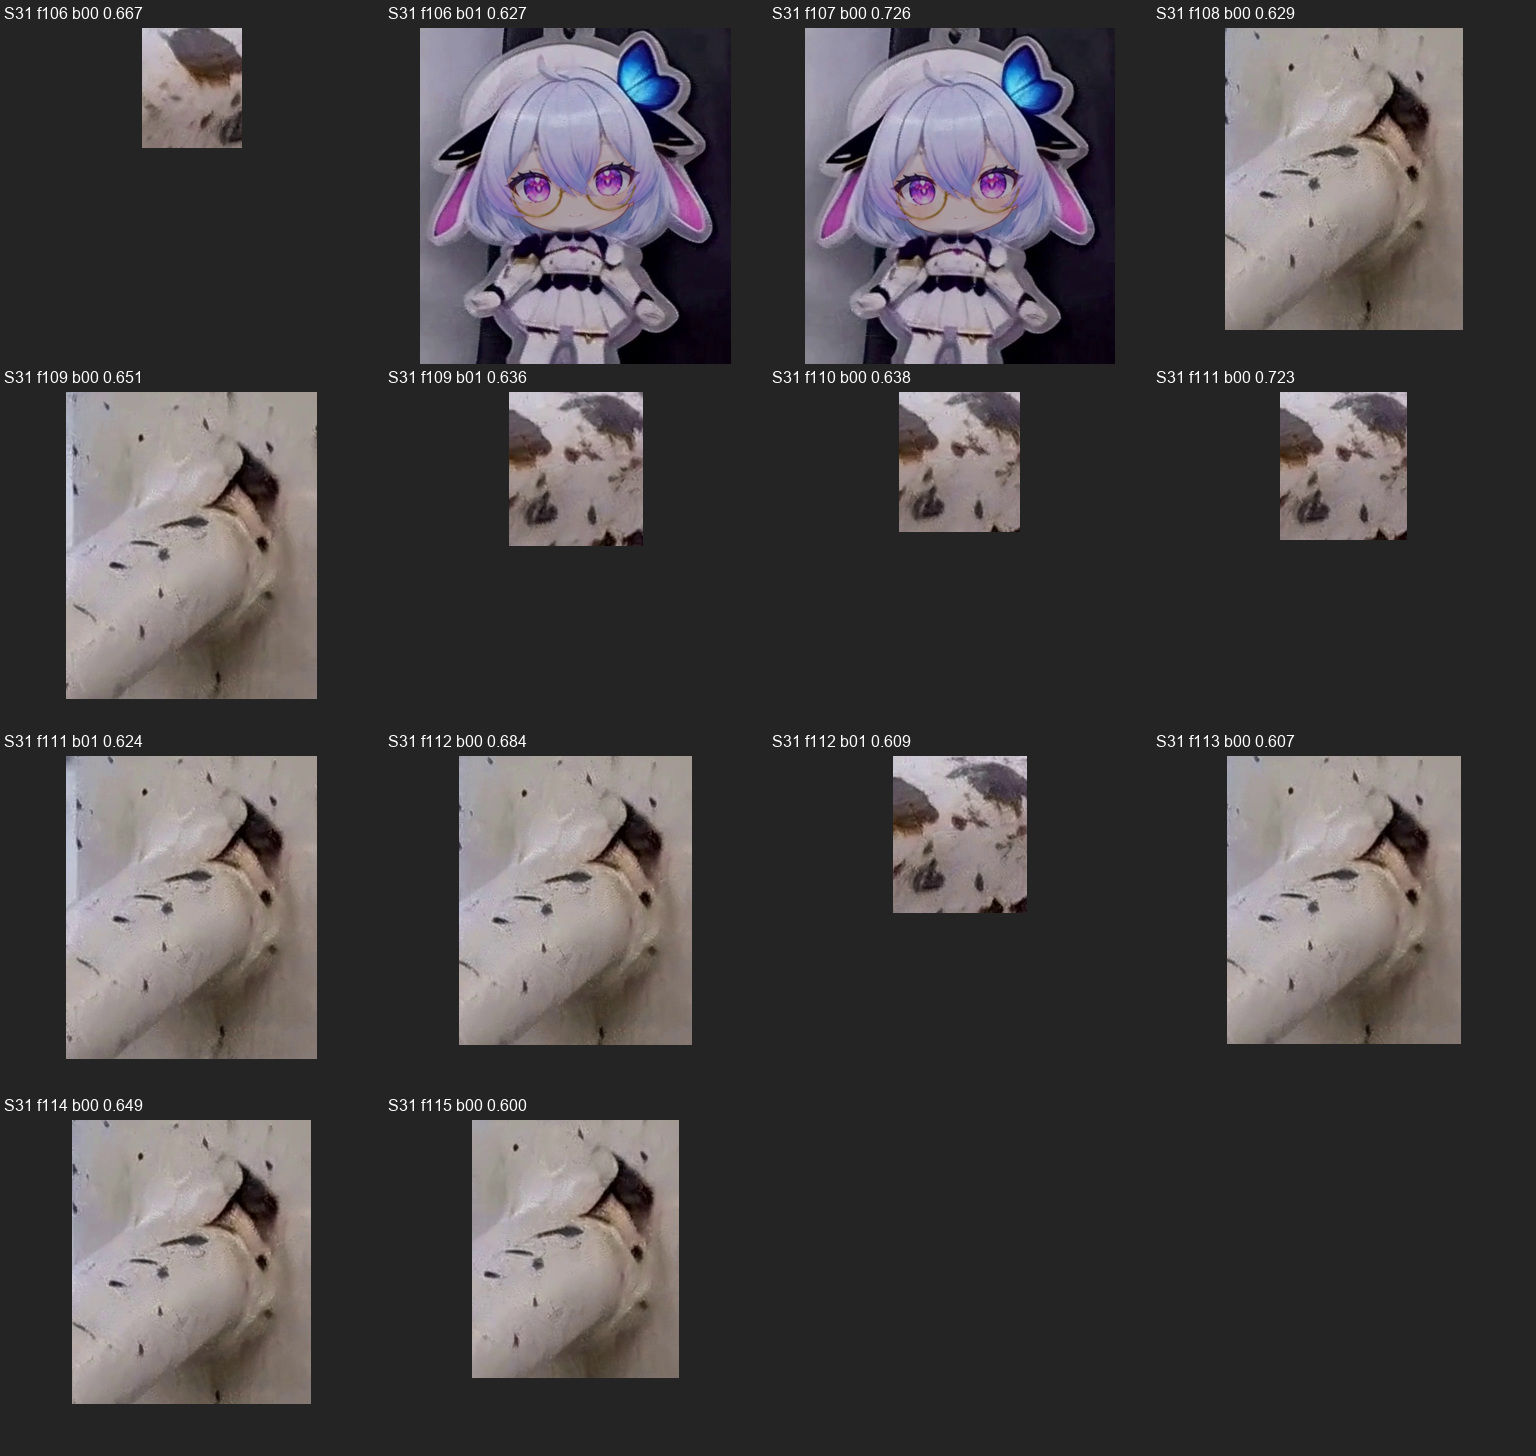 S31 f106 b00 0.667
S31 f106 b01 0.627
S31 f107 b00 0.726
S31 f108 b00 0.629
S31 f109 b00 0.651
S31 f109 b01 0.636
S31 f110 b00 0.638
S31 f111 b00 0.723
S31 f111 b01 0.624
S31 f112 b00 0.684
S31 f112 b01 0.609
S31 f113 b00 0.607
S31 f114 b00 0.649
S31 f115 b00 0.600